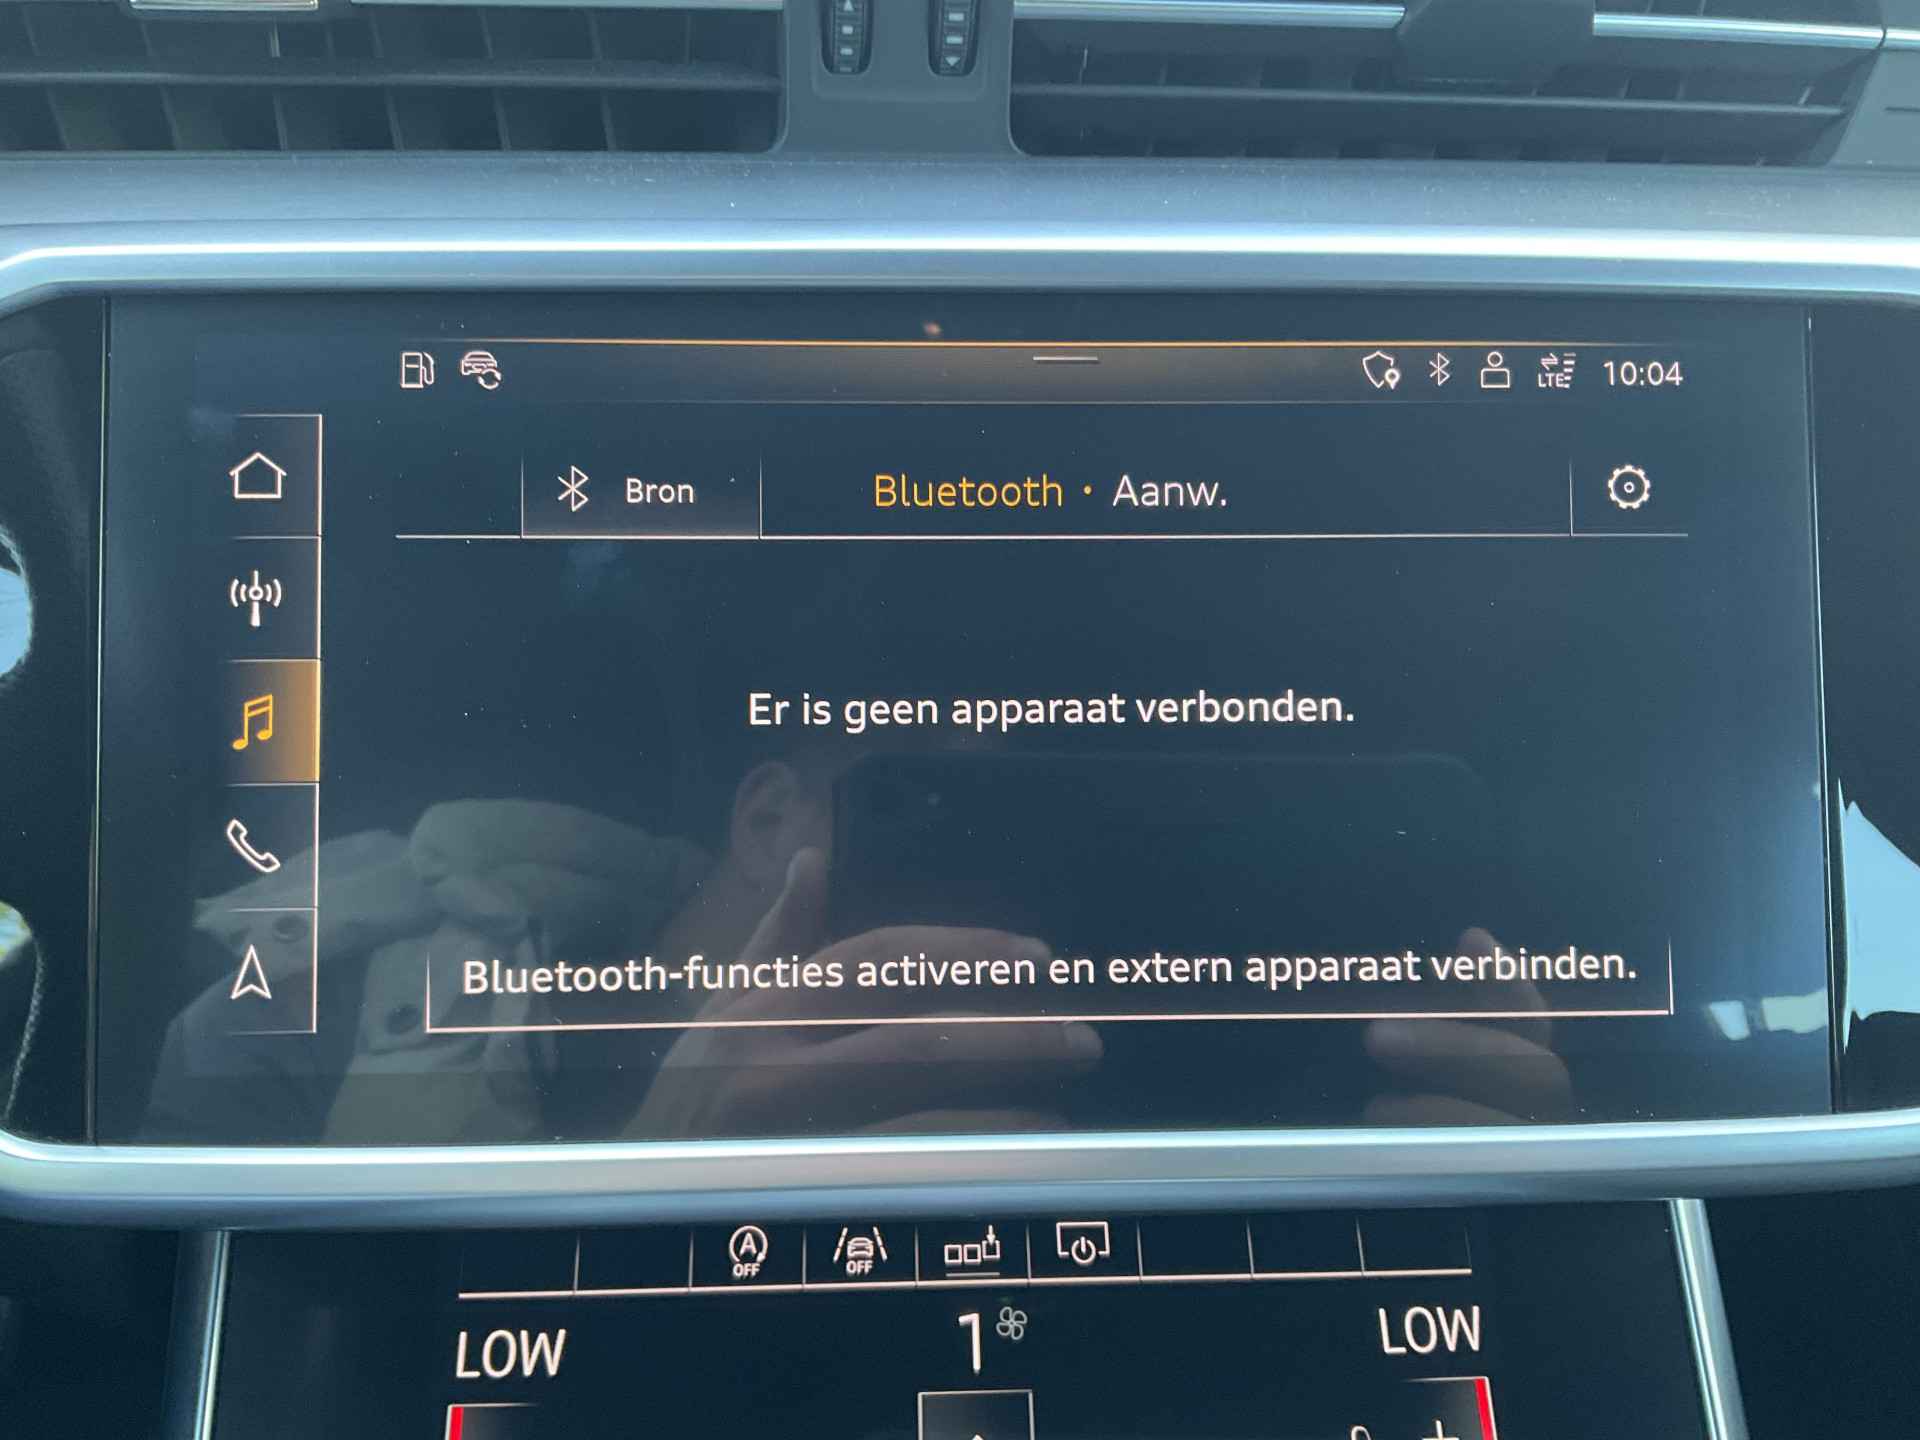 LTE 10:04
Bron Bluetooth • Aanw.
Er is geen apparaat verbonden.
Bluetooth-functies activeren en extern apparaat verbinden.
A
OFF OFF
LOW 1 LOW